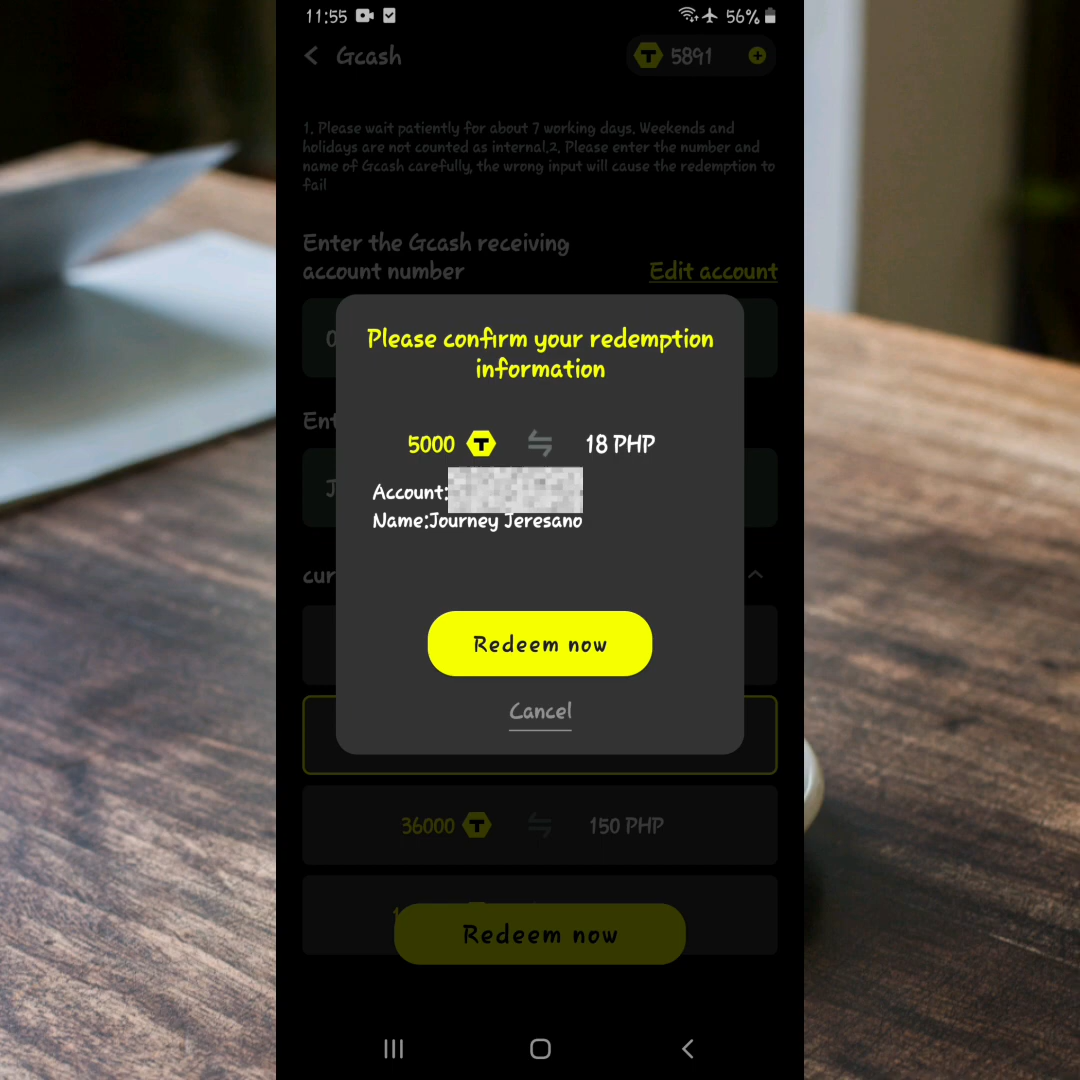 11:55
56%
Gcash
5891
1. Please wait patiently for about 7 working days. Weekends and
holidays are not counted as internal.2. Please enter the number and
name of Gcash carefully, the wrong input will cause the redemption to
fail
Enter the Gcash receiving
account number
Edit account
Please confirm your redemption
information
5000 T 18 PHP
Account:
Name:Journey Jeresano
Redeem now
Cancel
36000 T 150 PHP
Redeem now